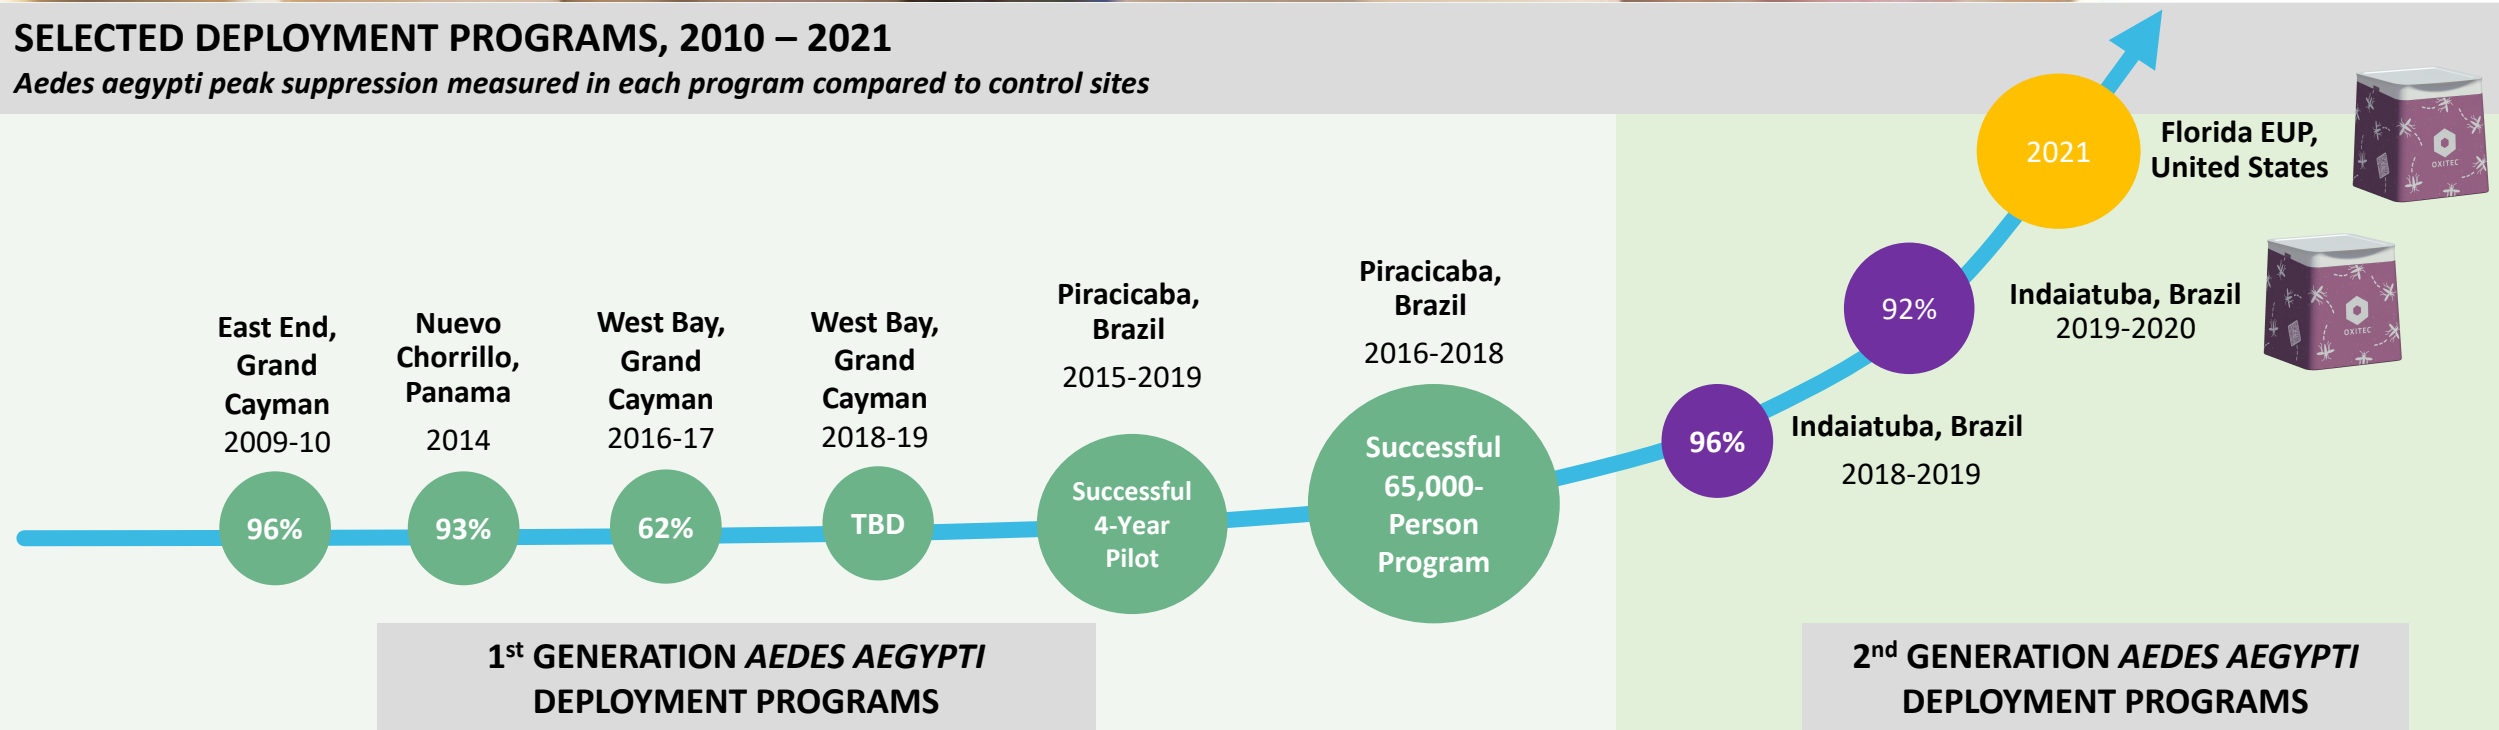 SELECTED DEPLOYMENT PROGRAMS, 2010 – 2021
Aedes aegypti peak suppression measured in each program compared to control sites
East End,
Grand
Cayman
2009-10
96%
Nuevo
Chorrillo,
Panama
2014
93%
West Bay,
Grand
Cayman
2016-17
62%
West Bay,
Grand
Cayman
2018-19
TBD
Piracicaba,
Brazil
2015-2019
Successful
4-Year
Pilot
Piracicaba,
Brazil
2016-2018
Successful
65,000-
Person
Program
96%
Indaiatuba, Brazil
2018-2019
92%
Indaiatuba, Brazil
2019-2020
OXITEC
2021
Florida EUP,
United States
OXITEC
1st GENERATION AEDES AEGYPTI
DEPLOYMENT PROGRAMS
2nd GENERATION AEDES AEGYPTI
DEPLOYMENT PROGRAMS